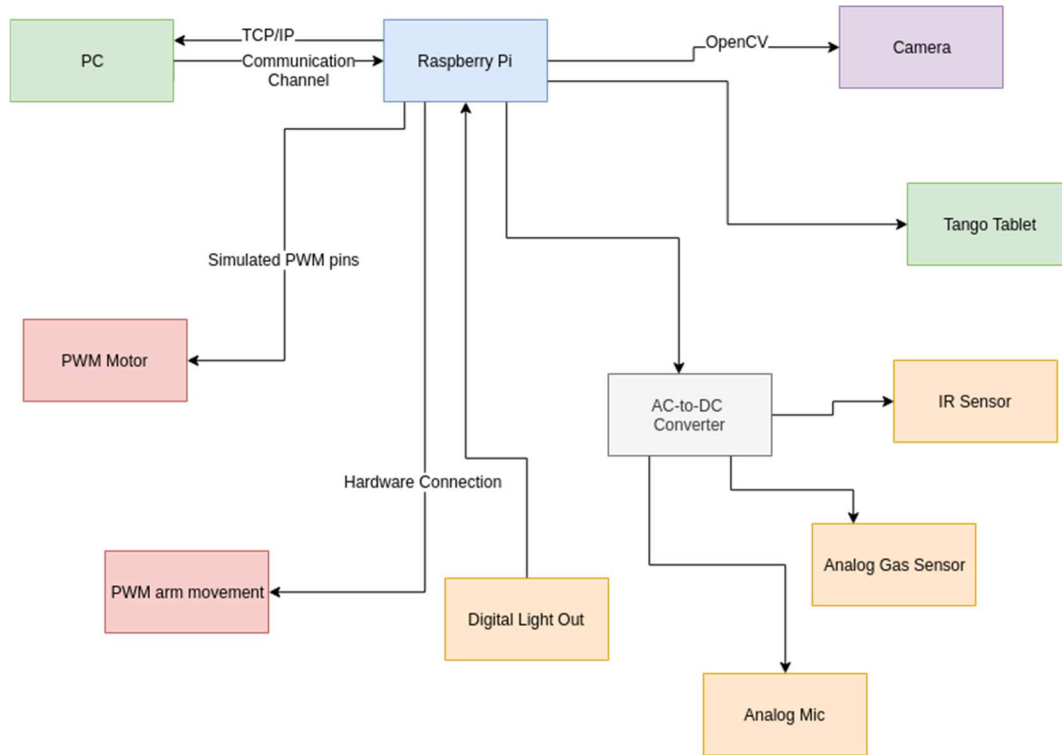 PC
TCP/IP
Communication
Channel
Raspberry Pi
OpenCV
Camera
Tango Tablet
Simulated PWM pins
PWM Motor
AC-to-DC
Converter
IR Sensor
Hardware Connection
Analog Gas Sensor
PWM arm movement
Digital Light Out
Analog Mic